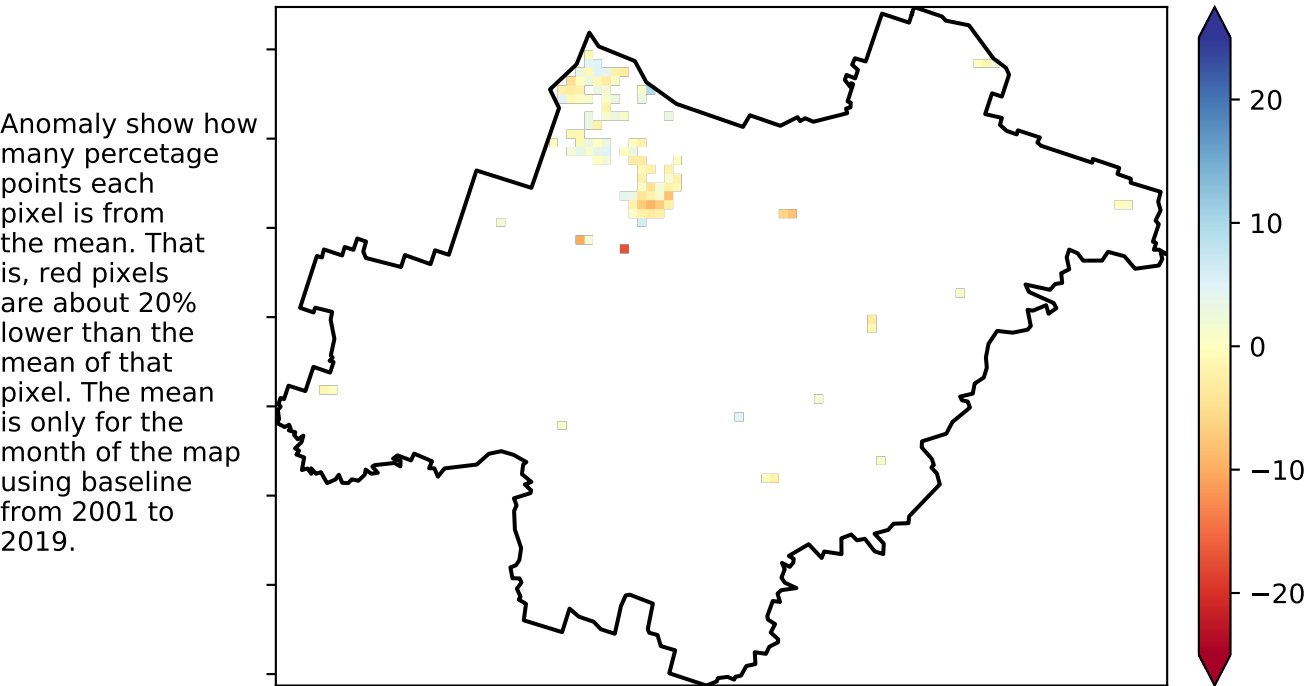 Anomaly show how
many percetage
points each
pixel is from
the mean. That
is, red pixels
are about 20%
lower than the
mean of that
pixel. The mean
is only for the
month of the map
using baseline
from 2001 to
2019.
20
10
0
−10
−20